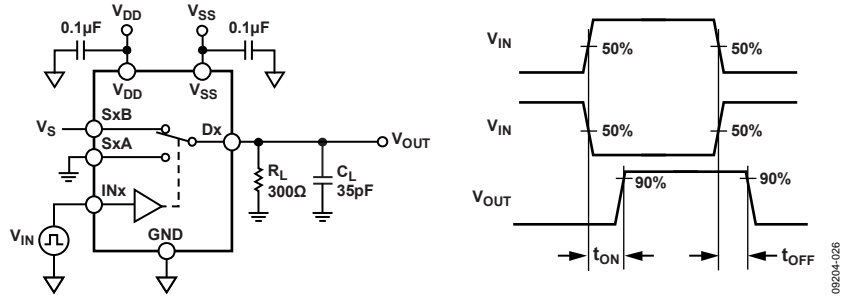 VDD
VSS
0.1µF
0.1µF
VDD
VSS
VS
SxB
Dx
VOUT
SxA
RL
300Ω
CL
35pF
INx
VIN
GND
VIN
50%
50%
VIN
50%
50%
VOUT
90%
90%
tON
tOFF
09204-026